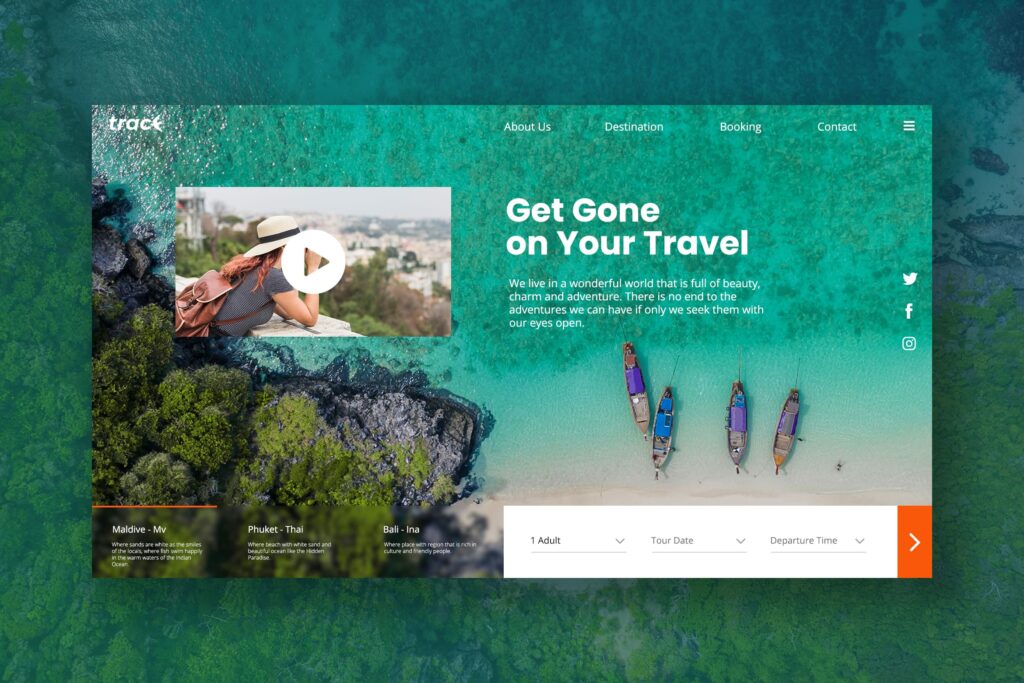 track
About Us
Destination
Booking
Contact
Get Gone
on Your Travel
We live in a wonderful world that is full of beauty,
charm and adventure. There is no end to the
adventures we can have if only we seek them with
our eyes open.
Maldive - Mv
Where sands are white as the smiles
of the locals, where fish swim happily
in the warm waters of the Indian
Ocean.
Phuket - Thai
Where beach with white sand and
beautiful ocean like the Hidden
Paradise.
Bali - Ina
Where place with region that is rich in
culture and friendly people.
1 Adult
Tour Date
Departure Time